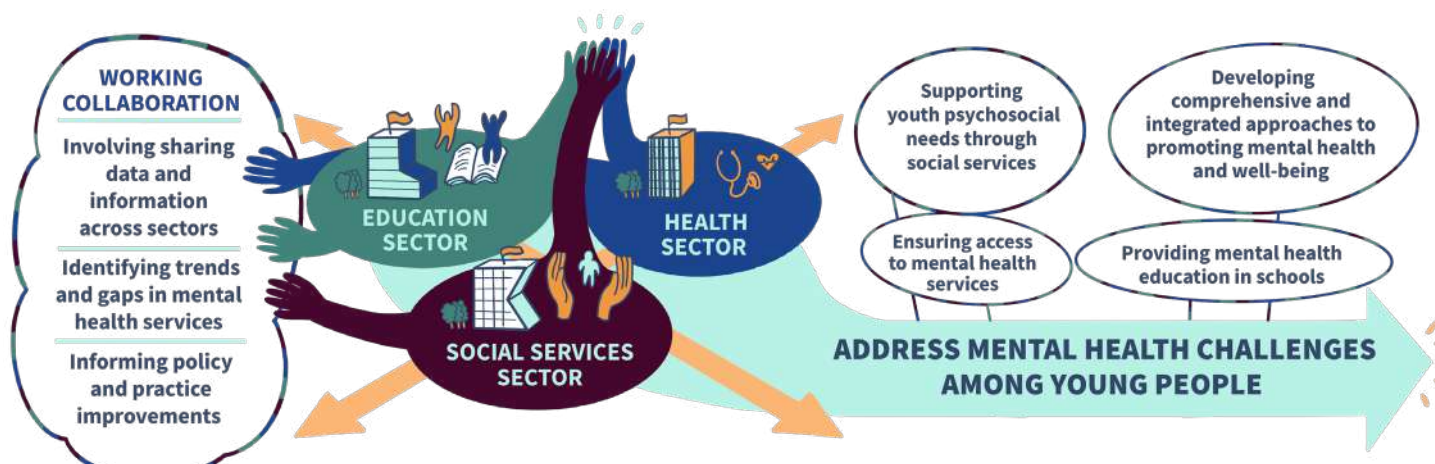 WORKING
COLLABORATION
Involving sharing
data and
information
across sectors
Identifying trends
and gaps in mental
health services
Informing policy
and practice
improvements
EDUCATION
SECTOR
HEALTH
SECTOR
SOCIAL SERVICES
SECTOR
Supporting
youth psychosocial
needs through
social services
Developing
comprehensive and
integrated approaches to
promoting mental health
and well-being
Ensuring access
to mental health
services
Providing mental health
education in schools
ADDRESS MENTAL HEALTH CHALLENGES
AMONG YOUNG PEOPLE